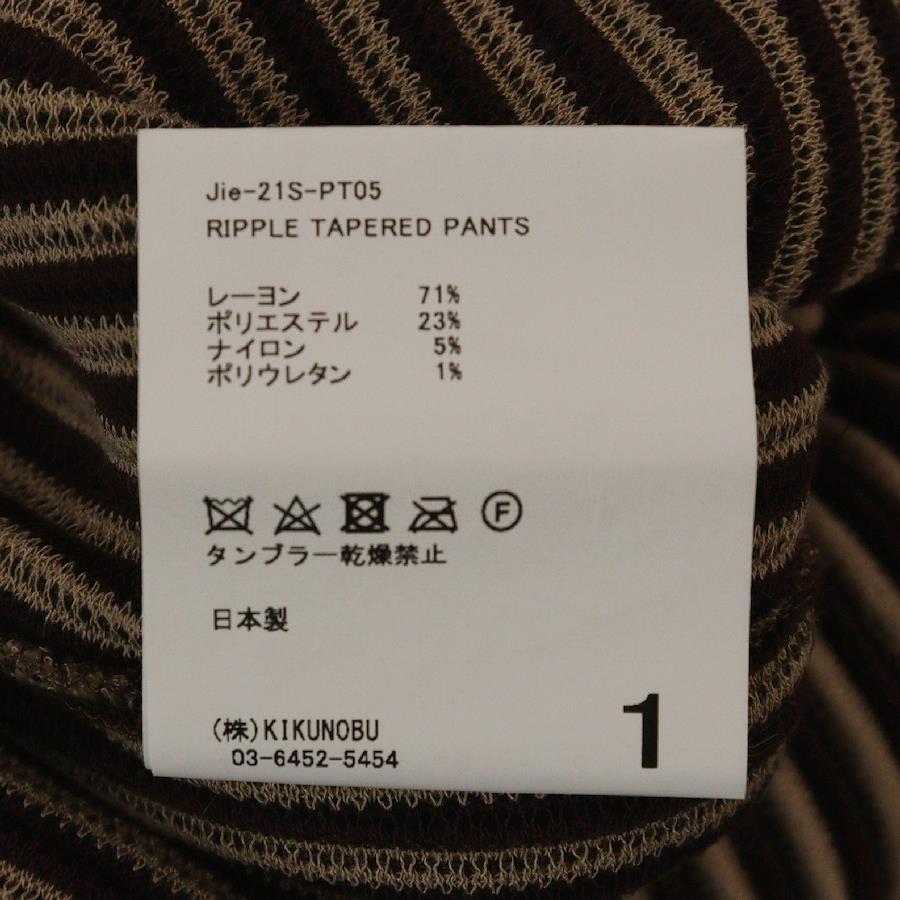 Jie-21S-PT05
RIPPLE TAPERED PANTS
レーヨン 71%
ポリエステル 23%
ナイロン 5%
ポリウレタン 1%
F
タンブラー乾燥禁止
日本製
(株)KIKUNOBU
03-6452-5454
1